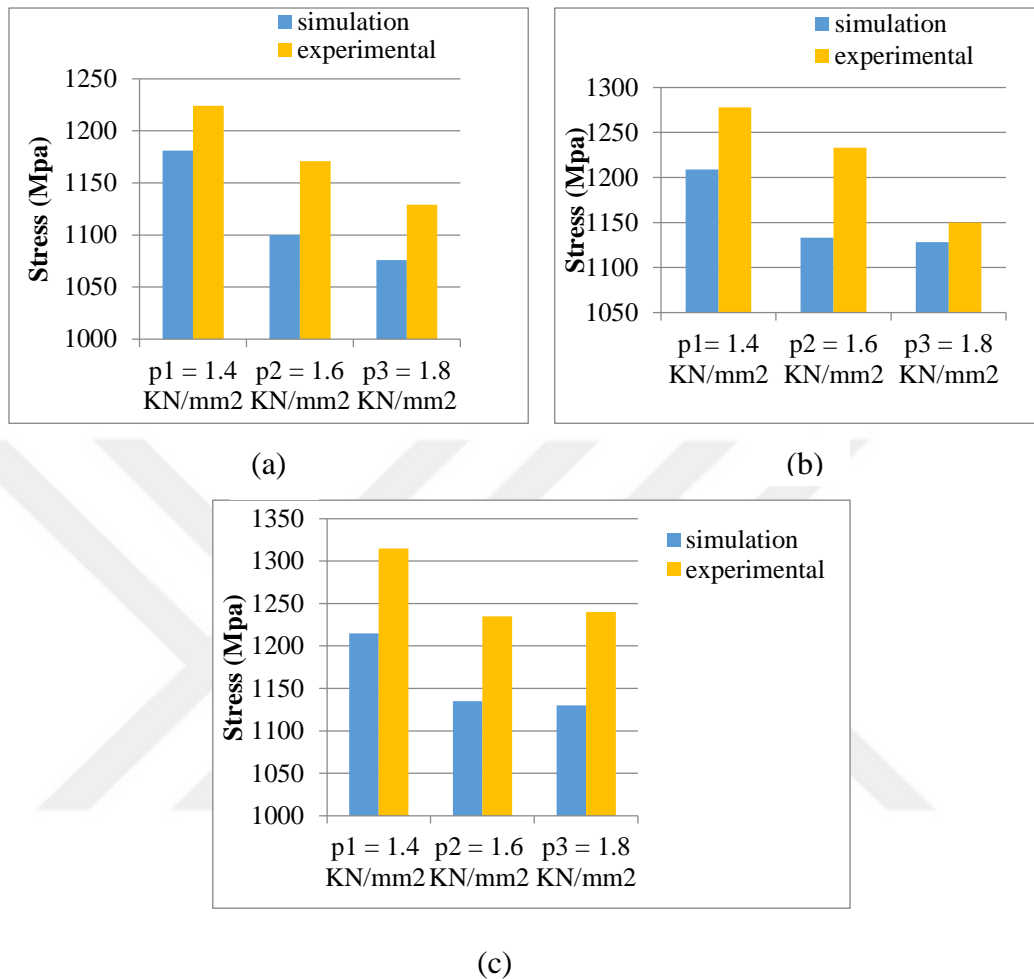 simulation
experimental
1250
1200
1150
1100
1050
1000
Stress (Mpa)
p1 = 1.4 p2 = 1.6 p3 = 1.8
KN/mm2 KN/mm2 KN/mm2
(a)
simulation
experimental
1300
1250
1200
1150
1100
1050
Stress (Mpa)
p1= 1.4 p2 = 1.6 p3 = 1.8
KN/mm2 KN/mm2 KN/mm2
(b)
simulation
experimental
1350
1300
1250
1200
1150
1100
1050
1000
Stress (Mpa)
p1 = 1.4 p2 = 1.6 p3 = 1.8
KN/mm2 KN/mm2 KN/mm2
(c)